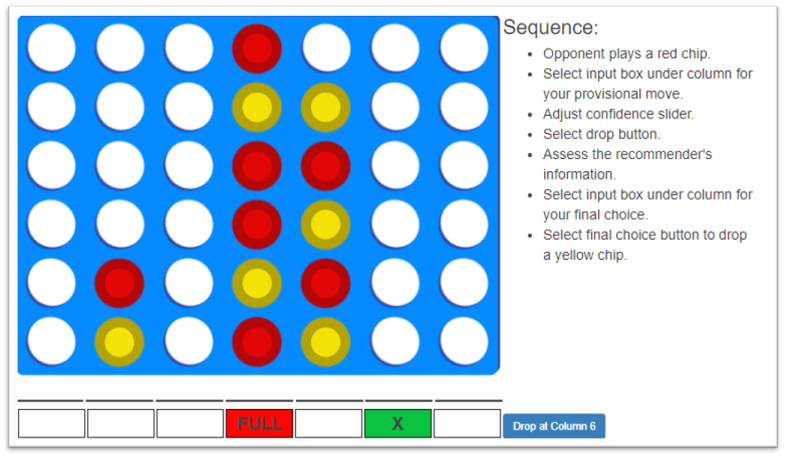 Sequence:
Opponent plays a red chip.
Select input box under column for
your provisional move.
Adjust confidence slider.
Select drop button.
Assess the recommender's
information.
Select input box under column for
your final choice.
Select final choice button to drop
a yellow chip.
FULL X Drop at Column 6